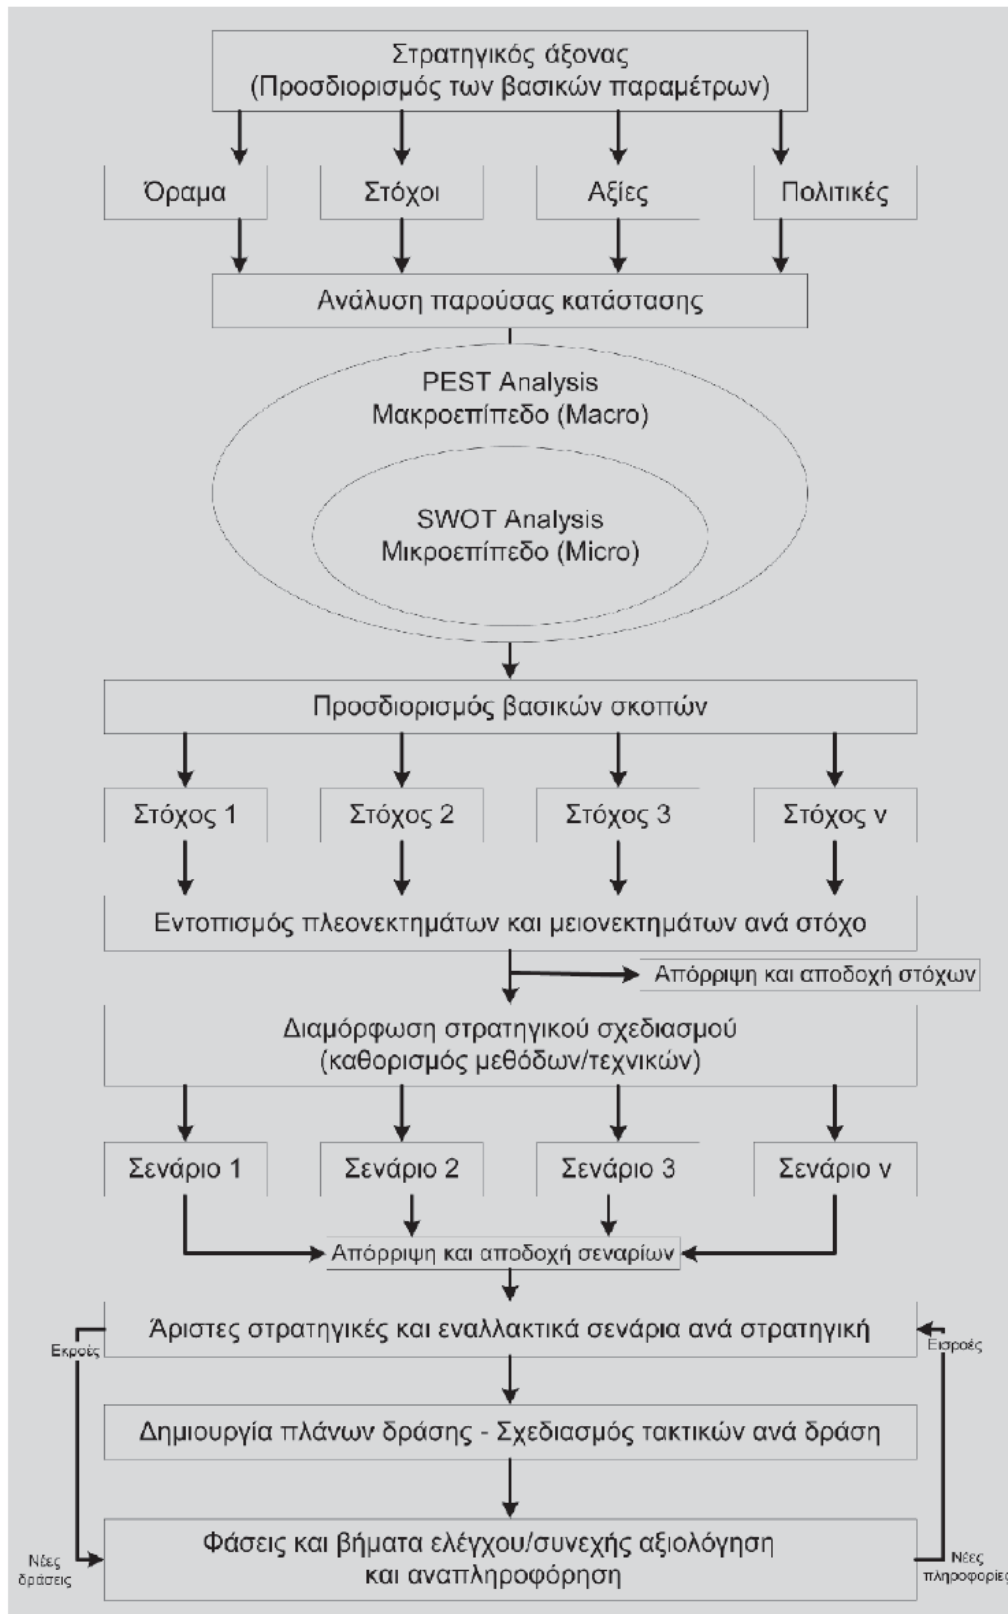 Στρατηγικός άξονας
(Προσδιορισμός των βασικών παραμέτρων)
Όραμα
Στόχοι
Αξίες
Πολιτικές
Ανάλυση παρούσας κατάστασης
PEST Analysis
Μακροεπίπεδο (Macro)
SWOT Analysis
Μικροεπίπεδο (Micro)
Προσδιορισμός βασικών σκοπών
Στόχος 1
Στόχος 2
Στόχος 3
Στόχος ν
Εντοπισμός πλεονεκτημάτων και μειονεκτημάτων ανά στόχο
Απόρριψη και αποδοχή στόχων
Διαμόρφωση στρατηγικού σχεδιασμού
(καθορισμός μεθόδων/τεχνικών)
Σενάριο 1
Σενάριο 2
Σενάριο 3
Σενάριο ν
Απόρριψη και αποδοχή σεναρίων
Άριστες στρατηγικές και εναλλακτικά σενάρια ανά στρατηγική
Εκροές
Εισροές
Δημιουργία πλάνων δράσης - Σχεδιασμός τακτικών ανά δράση
Φάσεις και βήματα ελέγχου/συνεχής αξιολόγηση
και αναπληροφόρηση
Νέες
δράσεις
Νέες
πληροφορίες